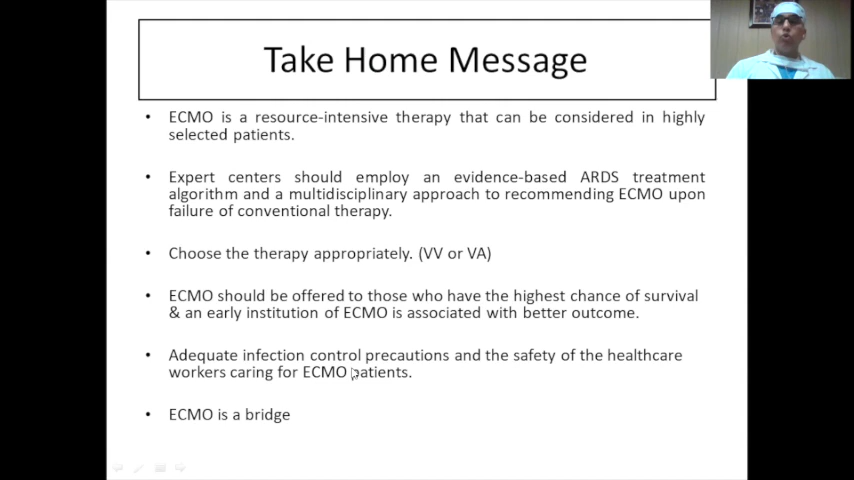 Take Home Message
• ECMO is a resource-intensive therapy that can be considered in highly
selected patients.
• Expert centers should employ an evidence-based ARDS treatment
algorithm and a multidisciplinary approach to recommending ECMO upon
failure of conventional therapy.
• Choose the therapy appropriately. (VV or VA)
• ECMO should be offered to those who have the highest chance of survival
& an early institution of ECMO is associated with better outcome.
• Adequate infection control precautions and the safety of the healthcare
workers caring for ECMO patients.
• ECMO is a bridge